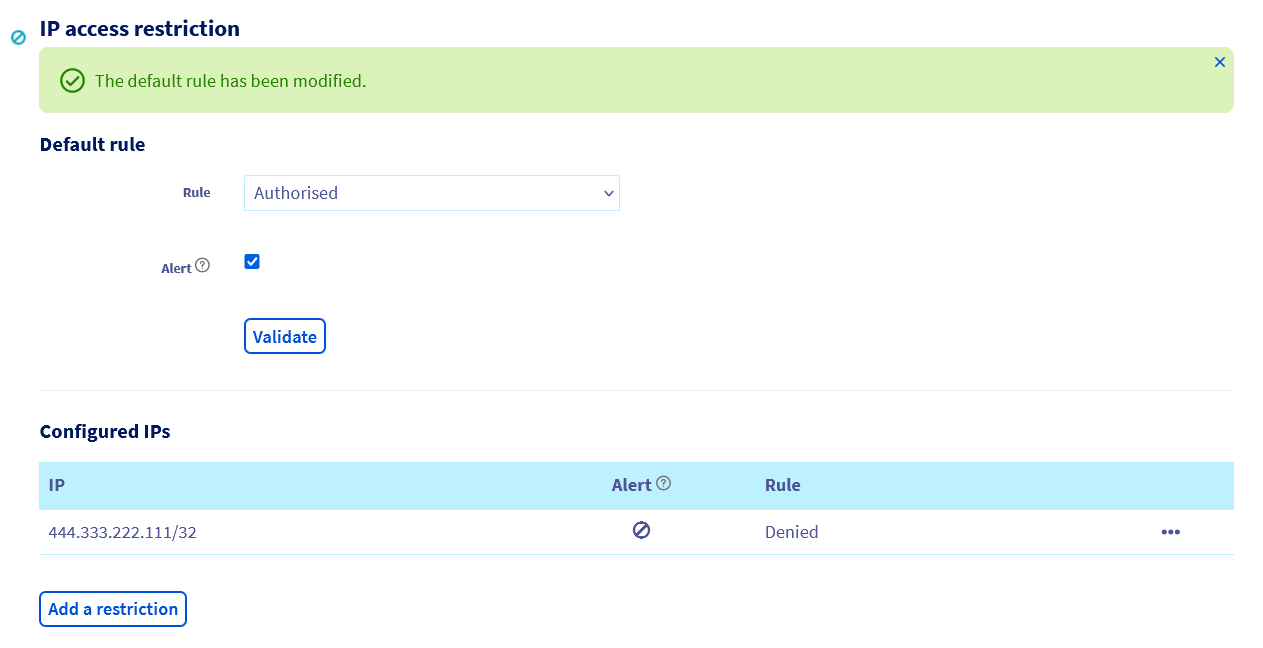 IP access restriction
The default rule has been modified.
Default rule
Rule
Authorised
Alert
Validate
Configured IPs
IP Alert Rule
444.333.222.111/32 Denied
Add a restriction